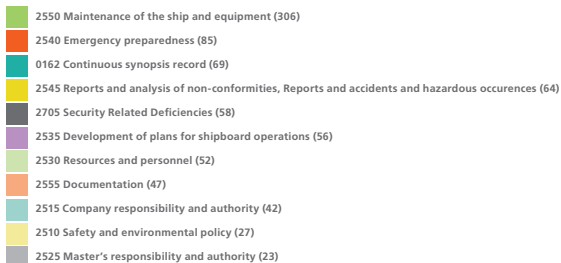 2550 Maintenance of the ship and equipment (306)
2540 Emergency preparedness (85)
0162 Continuous synopsis record (69)
2545 Reports and analysis of non-conformities, Reports and accidents and hazardous occurences (64)
2705 Security Related Deficiencies (58)
2535 Development of plans for shipboard operations (56)
2530 Resources and personnel (52)
2555 Documentation (47)
2515 Company responsibility and authority (42)
2510 Safety and environmental policy (27)
2525 Master's responsibility and authority (23)